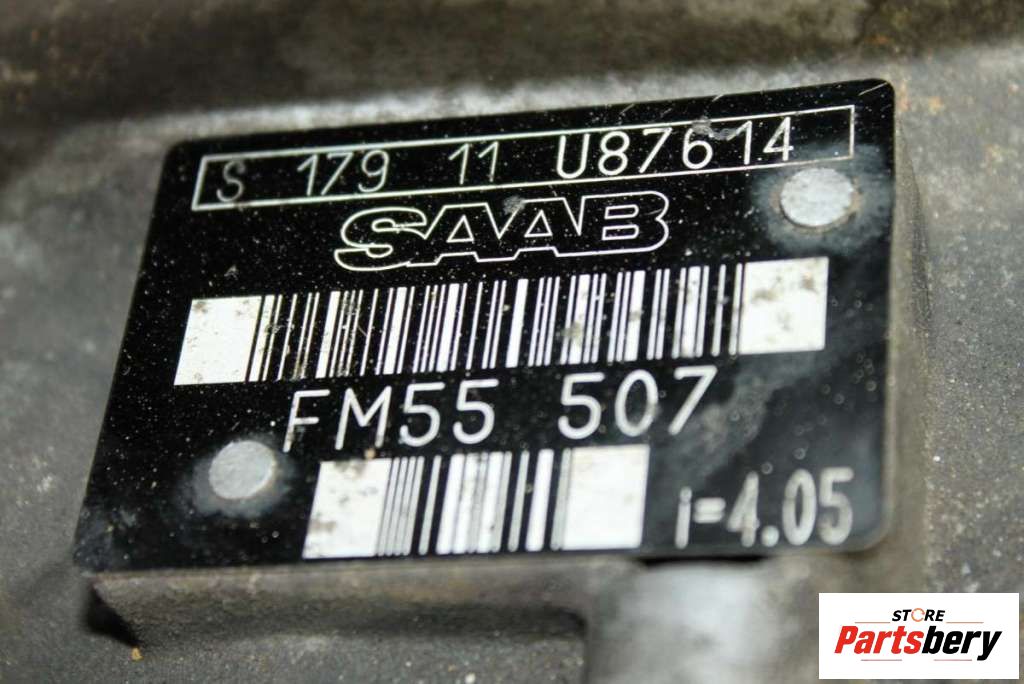 S 179 11 U87614
SAAB
FM55 507
i=4.05
STORE
Partsbery